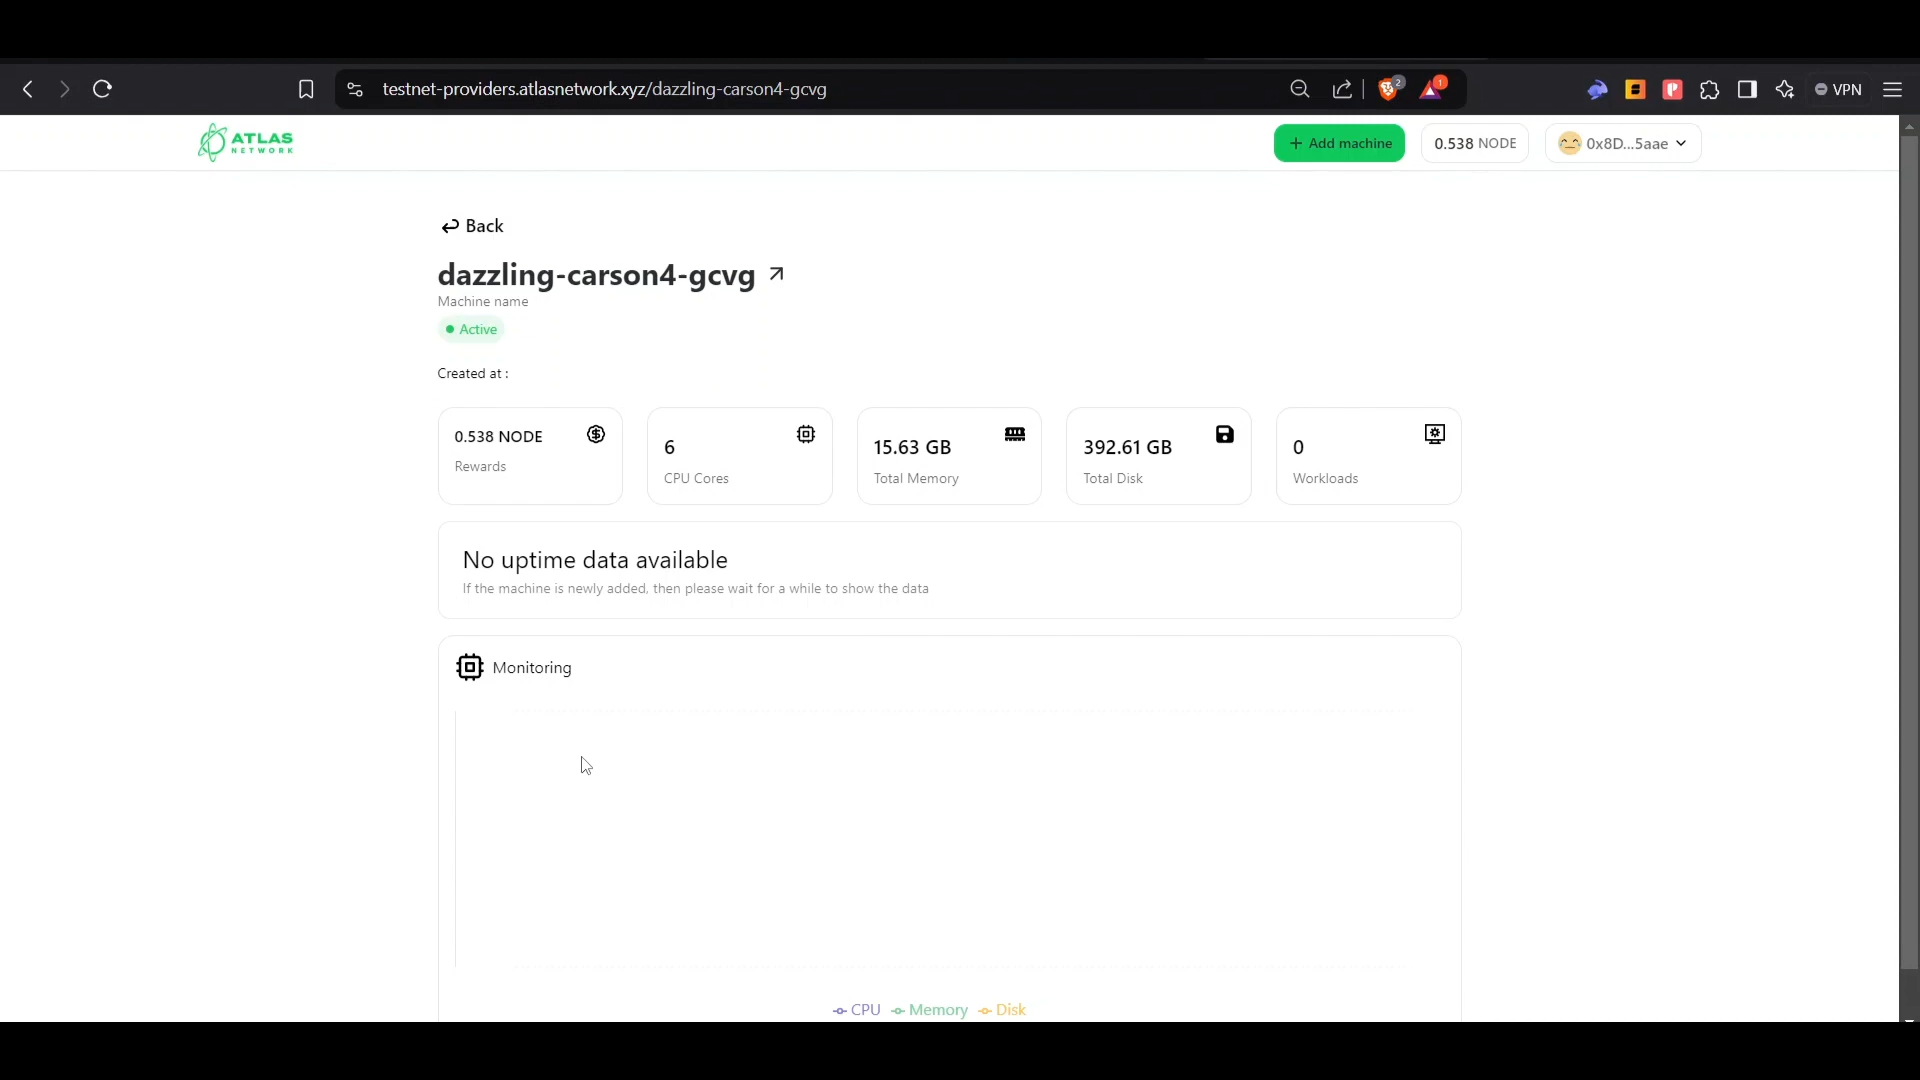 testnet-providers.atlasnetwork.xyz/dazzling-carson4-gcvg
2
1
VPN
ATLAS
NETWORK
+ Add machine
0.538 NODE
0x8D...5aae
Back
dazzling-carson4-gcvg
Machine name
Active
Created at :
0.538 NODE
Rewards
6
CPU Cores
15.63 GB
Total Memory
392.61 GB
Total Disk
0
Workloads
No uptime data available
If the machine is newly added, then please wait for a while to show the data
Monitoring
CPU
Memory
Disk